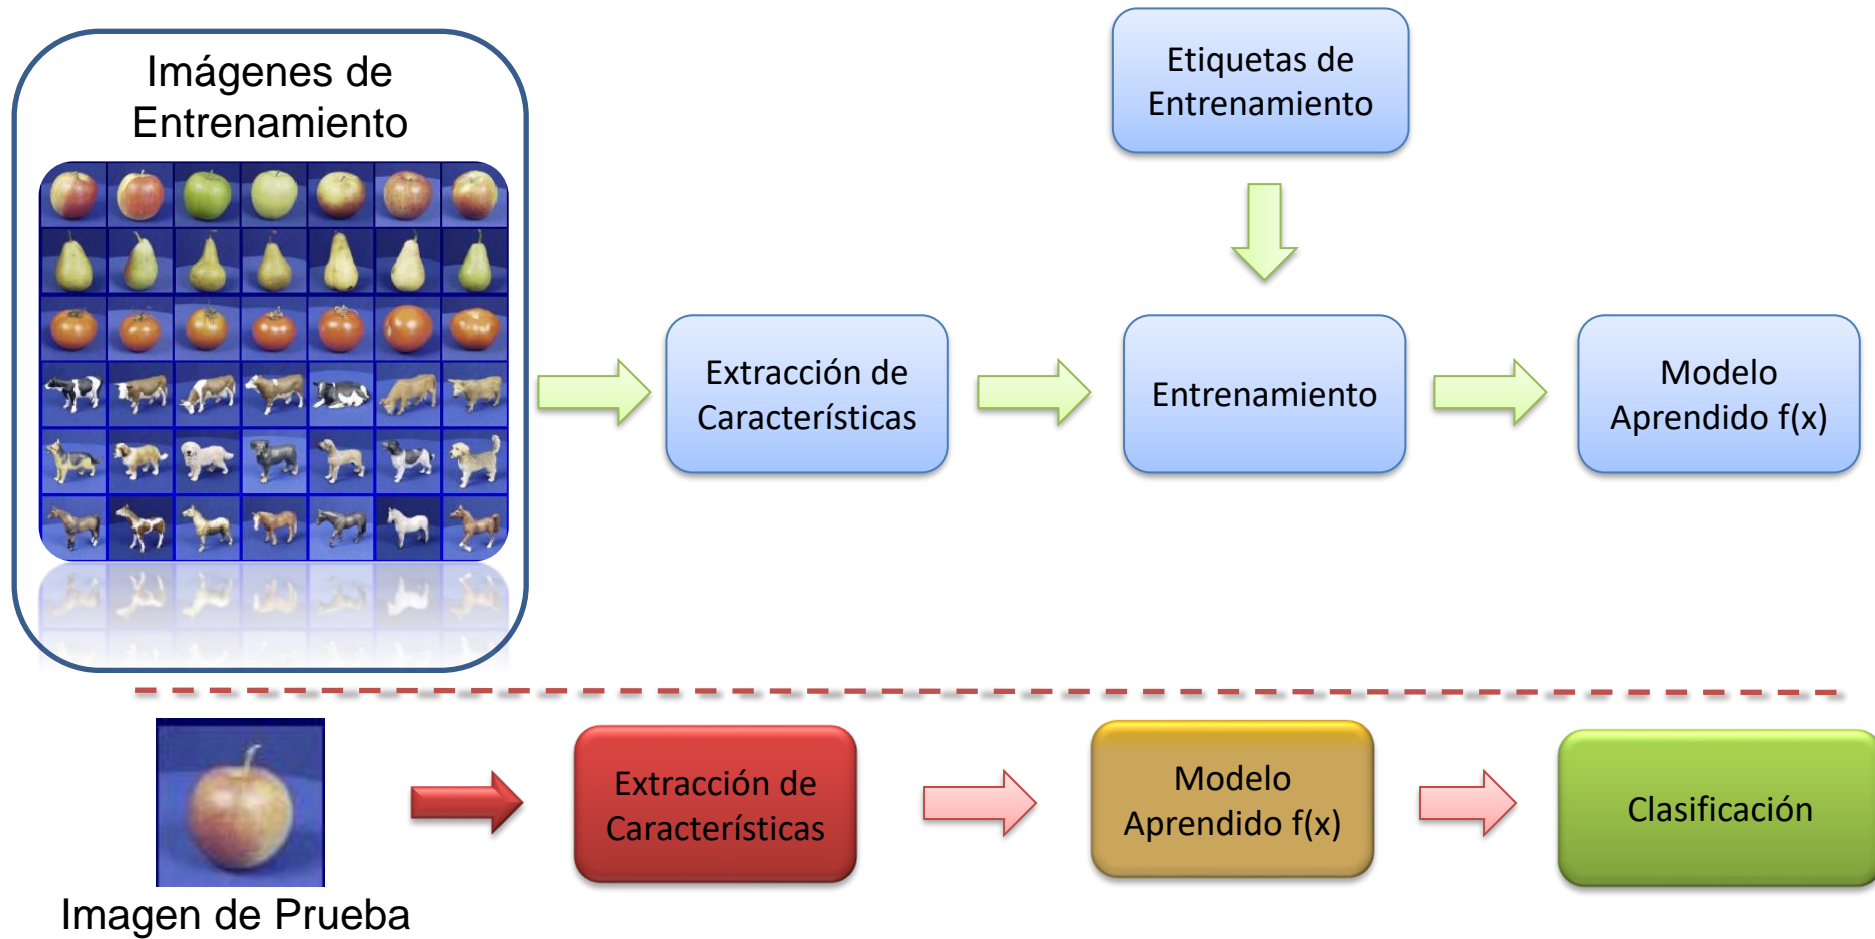 Imágenes de
Entrenamiento
Etiquetas de
Entrenamiento
Extracción de
Características
Entrenamiento
Modelo
Aprendido f(x)
Extracción de
Características
Modelo
Aprendido f(x)
Clasificación
Imagen de Prueba